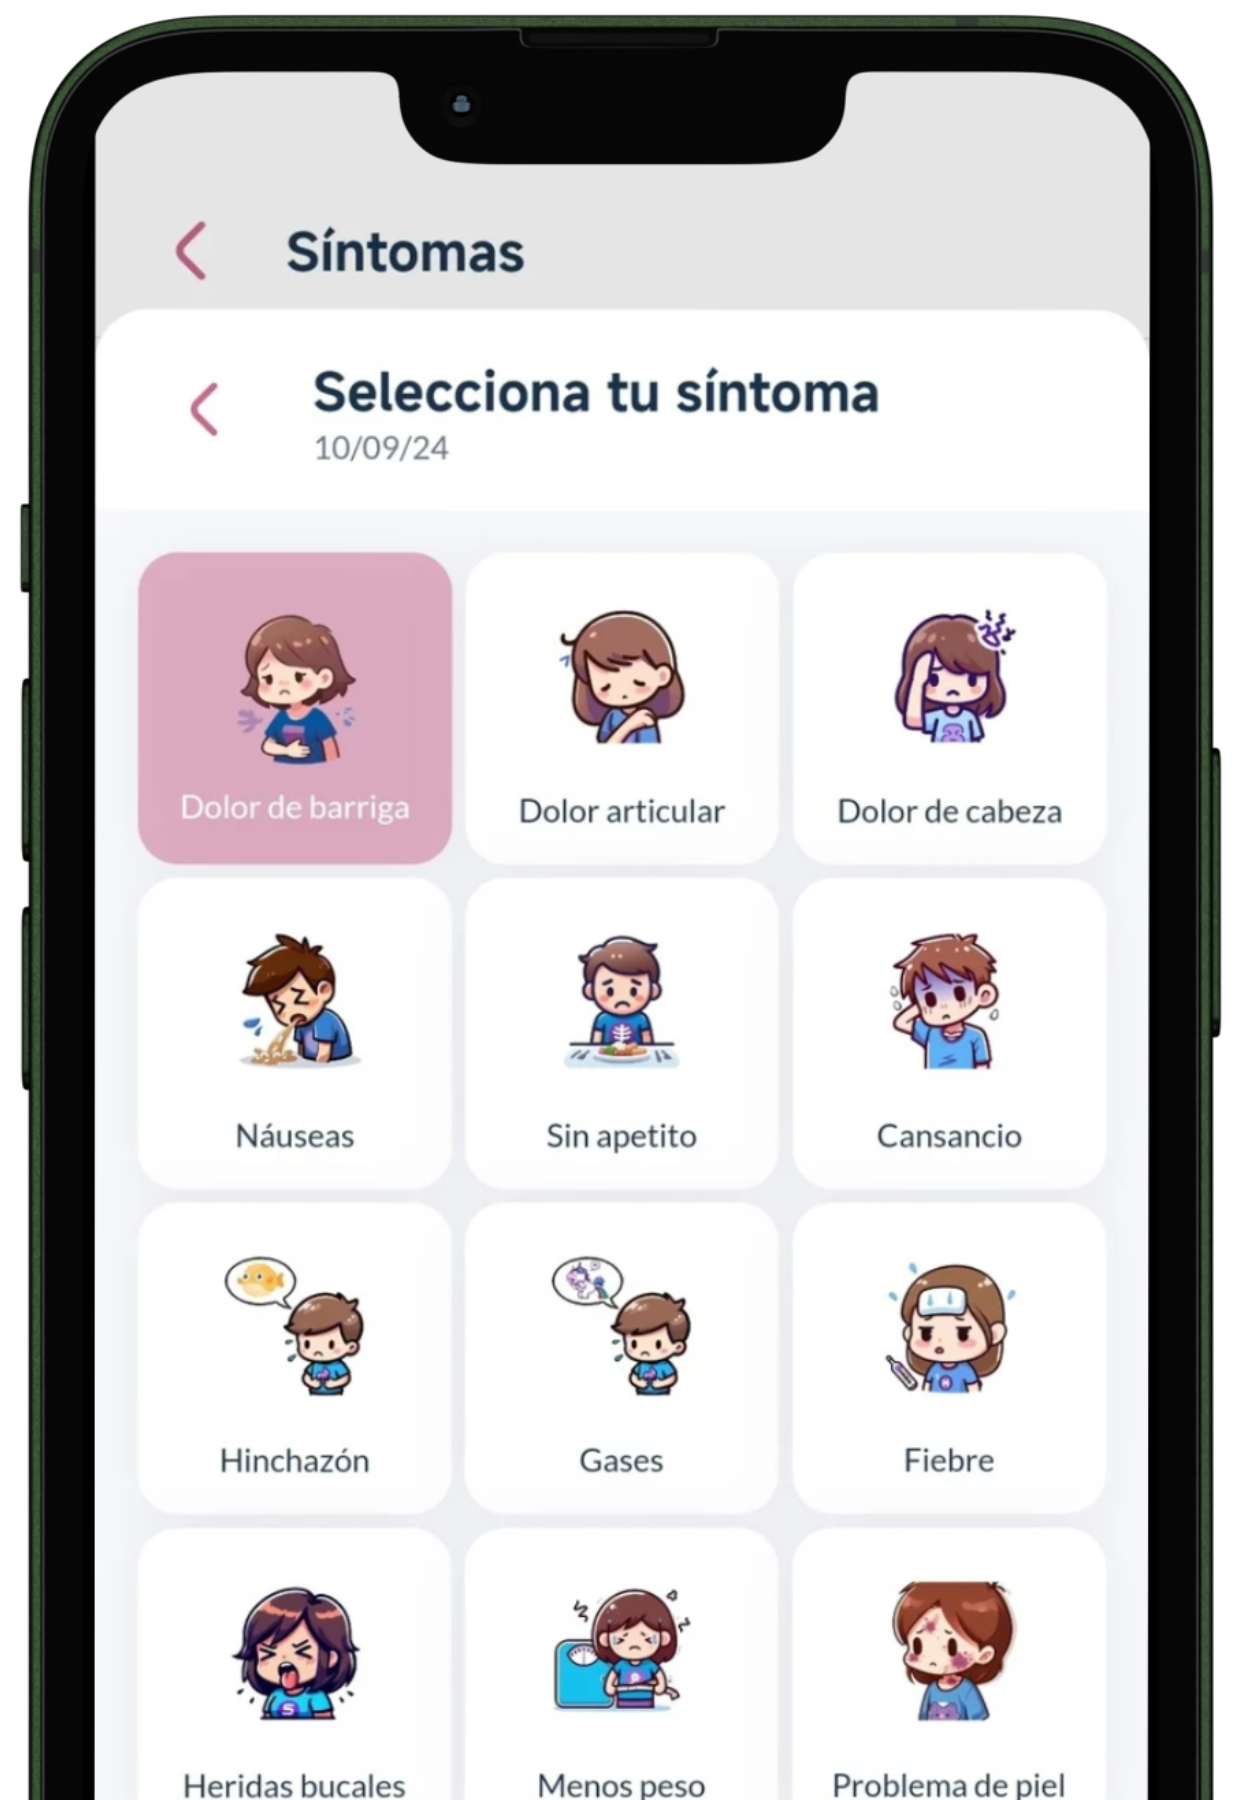 Síntomas
Selecciona tu síntoma
10/09/24
Dolor de barriga
Dolor articular
Dolor de cabeza
Náuseas
Sin apetito
Cansancio
Hinchazón
Gases
Fiebre
Heridas bucales
Menos peso
Problema de piel